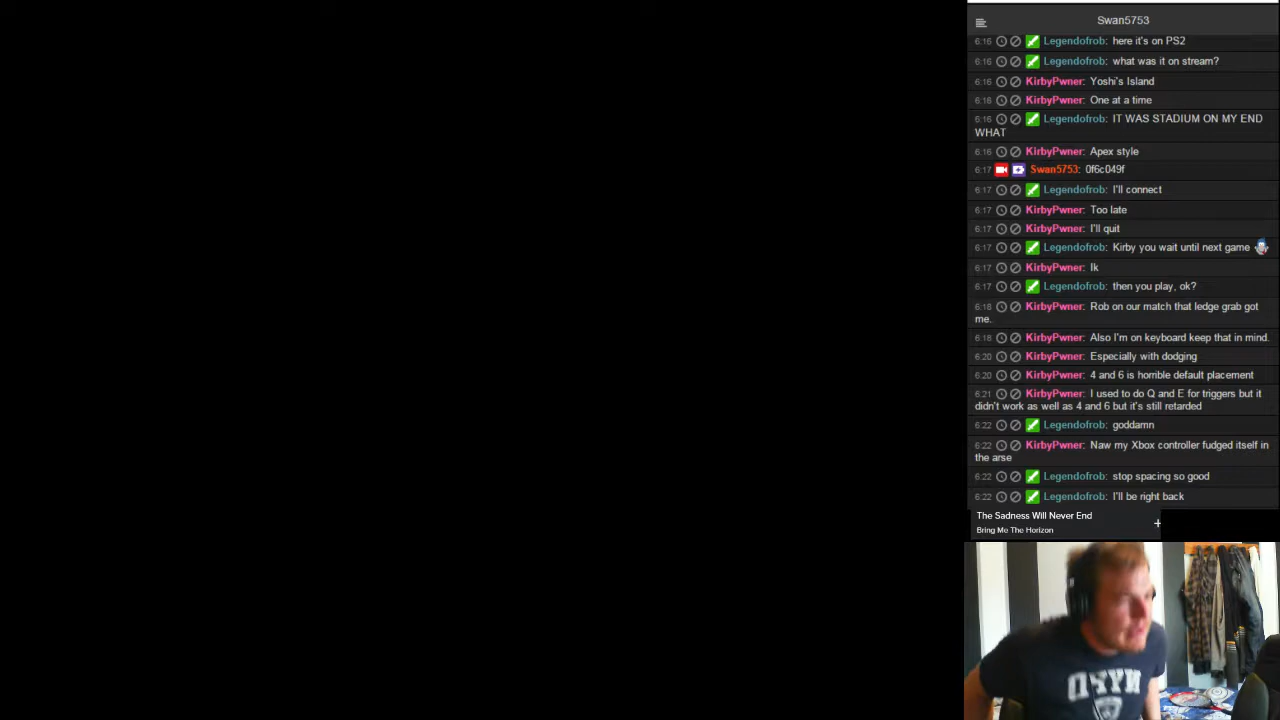 Swan5753
6:16 Legendofrob: here it's on PS2
6:16 Legendofrob: what was it on stream?
6:16 KirbyPwner: Yoshi's Island
6:16 KirbyPwner: One at a time
6:16 Legendofrob: IT WAS STADIUM ON MY END
WHAT
6:16 KirbyPwner: Apex style
6:17 Swan5753: 0f6c049f
6:17 Legendofrob: I'll connect
6:17 KirbyPwner: Too late
6:17 KirbyPwner: I'll quit
6:17 Legendofrob: Kirby you wait until next game
6:17 KirbyPwner: Ik
6:17 Legendofrob: then you play, ok?
6:18 KirbyPwner: Rob on our match that ledge grab got
me.
6:18 KirbyPwner: Also I'm on keyboard keep that in mind.
6:20 KirbyPwner: Especially with dodging
6:20 KirbyPwner: 4 and 6 is horrible default placement
6:21 KirbyPwner: I used to do Q and E for triggers but it
didn't work as well as 4 and 6 but it's still retarded
6:22 Legendofrob: goddamn
6:22 KirbyPwner: Naw my Xbox controller fudged itself in
the arse
6:22 Legendofrob: stop spacing so good
6:22 Legendofrob: I'll be right back
The Sadness Will Never End
+
Bring Me The Horizon